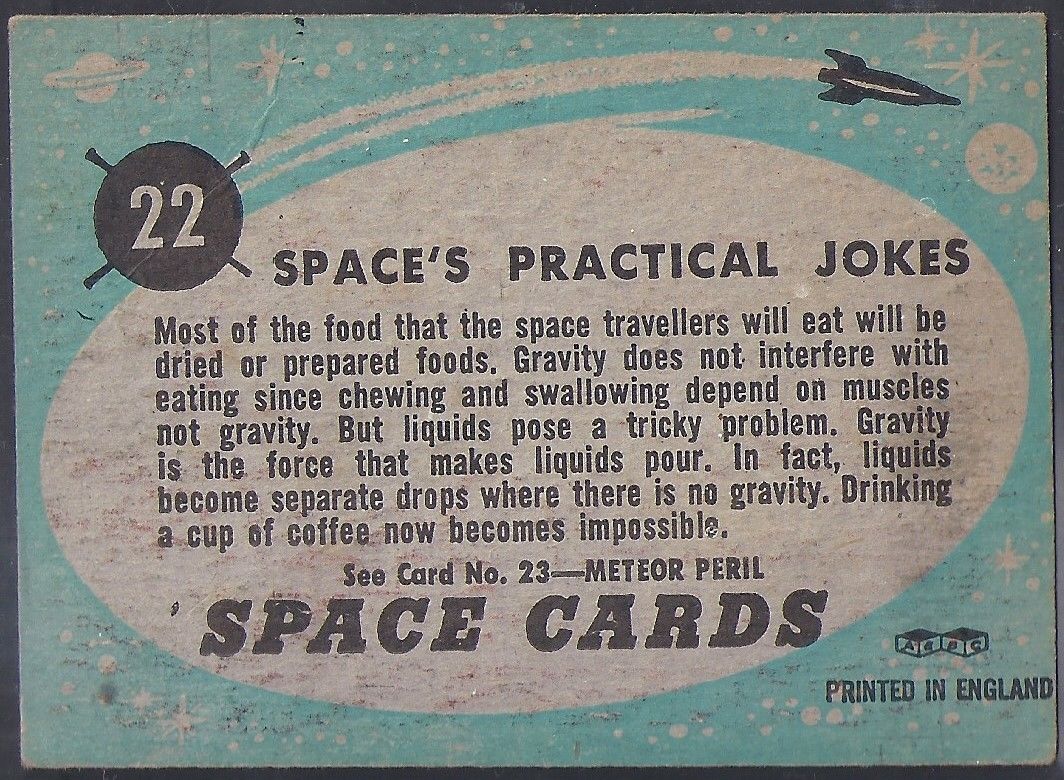 22
SPACE'S PRACTICAL JOKES
Most of the food that the space travellers will eat will be
dried or prepared foods. Gravity does not interfere with
eating since chewing and swallowing depend on muscles
not gravity. But liquids pose a tricky problem. Gravity
is the force that makes liquids pour. In fact, liquids
become separate drops where there is no gravity. Drinking
a cup of coffee now becomes impossible.
See Card No. 23—METEOR PERIL
SPACE CARDS
A&BC
PRINTED IN ENGLAND